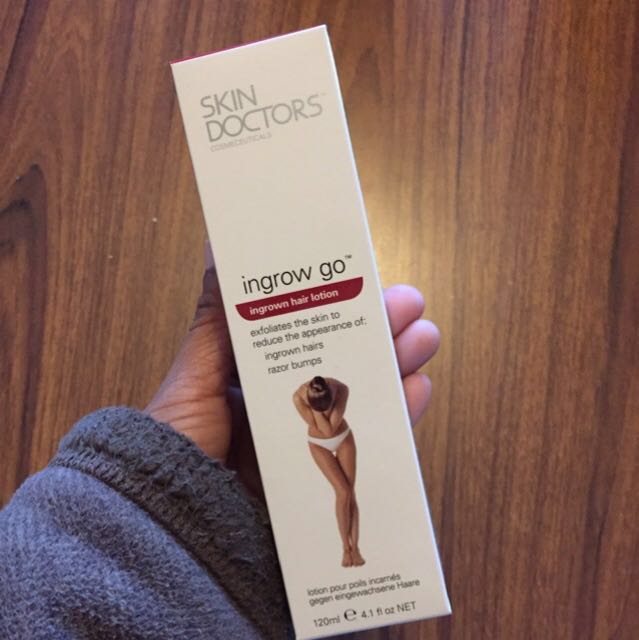 SKIN
DOCTORS™
COSMECEUTICALS
ingrow go™
ingrown hair lotion
exfoliates the skin to
reduce the appearance of:
ingrown hairs
razor bumps
lotion pour poils incarnés
gegen eingewachsene Haare
120ml ℮ 4.1 fl oz NET